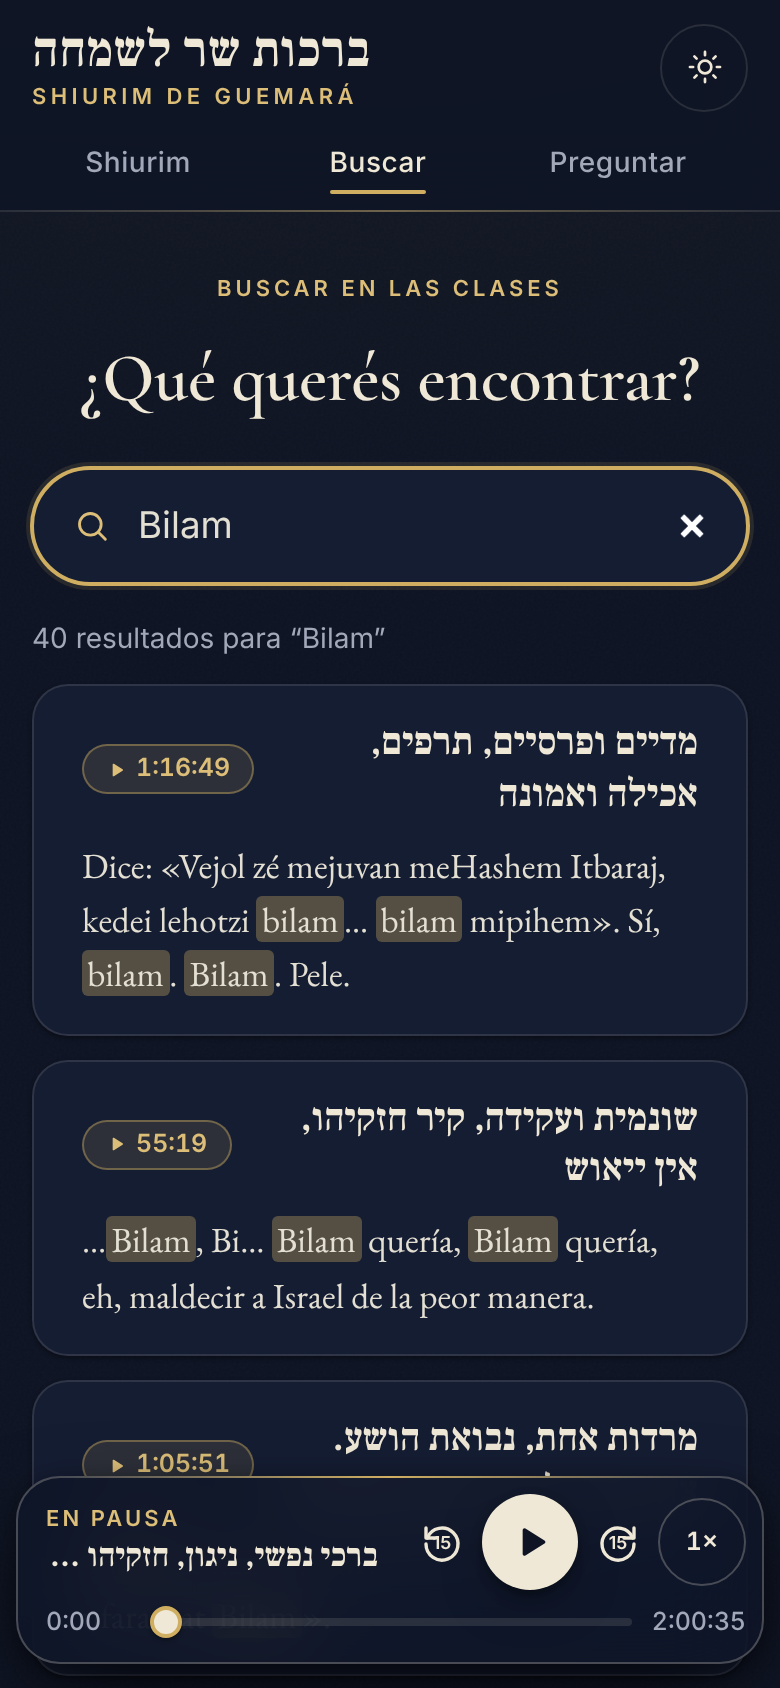 ברכות שר לשמחה
SHIURIM DE GUEMARÁ
Shiurim Buscar Preguntar
BUSCAR EN LAS CLASES
¿Qué querés encontrar?
Bilam
40 resultados para “Bilam”
1:16:49
מדיים ופרסיים, תרפים,
אכילה ואמונה
Dice: «Vejol zé mejuvan meHashem Itbaraj,
kedei lehotzi bilam... bilam mipihem». Sí,
bilam. Bilam. Pele.
55:19
שונמית ועקידה, קיר חזקיהו,
אין ייאוש
...Bilam, Bi... Bilam quería, Bilam quería,
eh, maldecir a Israel de la peor manera.
1:05:51
מרדות אחת, נבואת הושע.
EN PAUSA
ברכי נפשי, ניגון, חזקיהו ...
15 15 1×
0:00 2:00:35